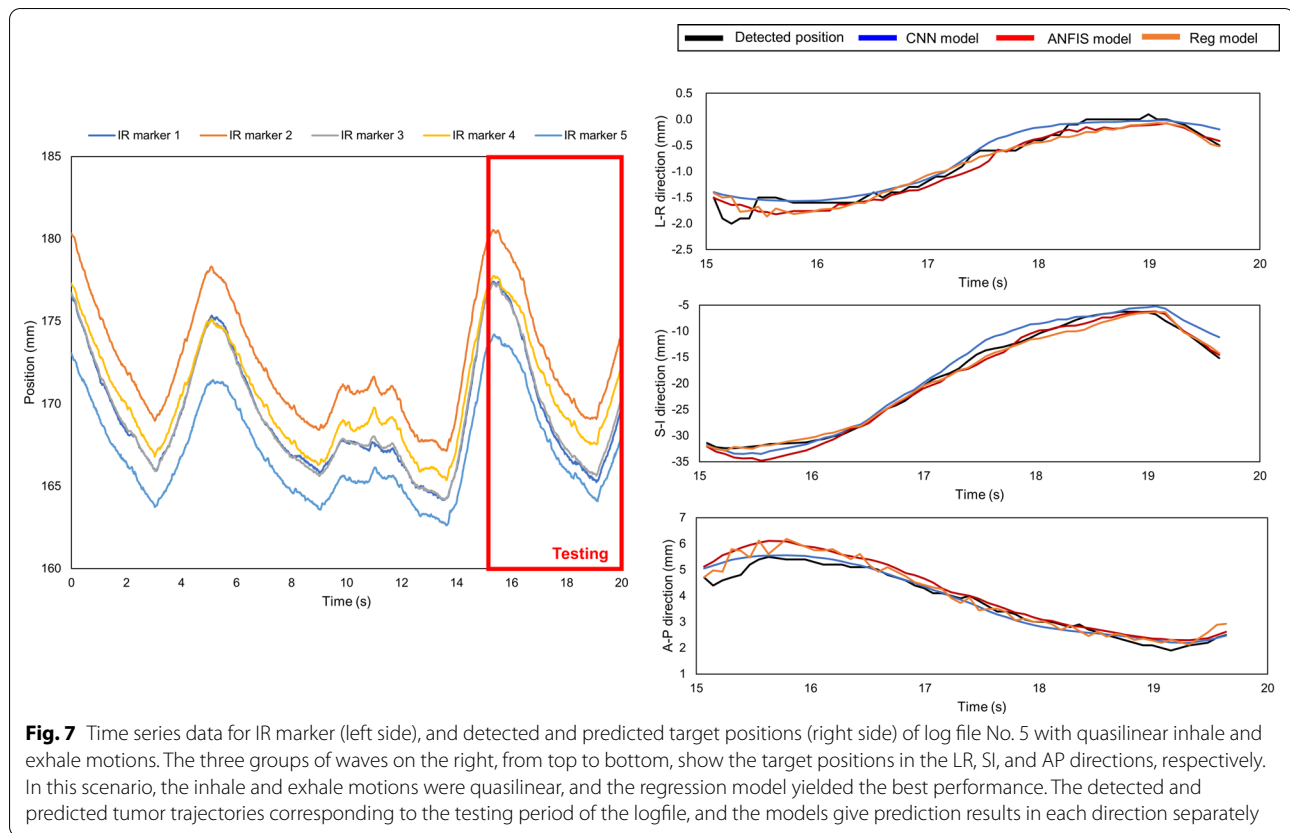 Detected position CNN model ANFIS model Reg model
IR marker 1 IR marker 2 IR marker 3 IR marker 4 IR marker 5
185
180
175
170
165
160
Position (mm)
0 2 4 6 8 10 12 14 16 18 20
Time (s)
Testing
0.5
0.0
-0.5
-1.0
-1.5
-2.0
-2.5
L-R direction (mm)
15 16 17 18 19 20
Time (s)
-5
-10
-15
-20
-25
-30
-35
S-I direction (mm)
15 16 17 18 19 20
Time (s)
7
6
5
4
3
2
1
A-P direction (mm)
15 16 17 18 19 20
Time (s)
Fig. 7 Time series data for IR marker (left side), and detected and predicted target positions (right side) of log file No. 5 with quasilinear inhale and
exhale motions. The three groups of waves on the right, from top to bottom, show the target positions in the LR, SI, and AP directions, respectively.
In this scenario, the inhale and exhale motions were quasilinear, and the regression model yielded the best performance. The detected and
predicted tumor trajectories corresponding to the testing period of the logfile, and the models give prediction results in each direction separately